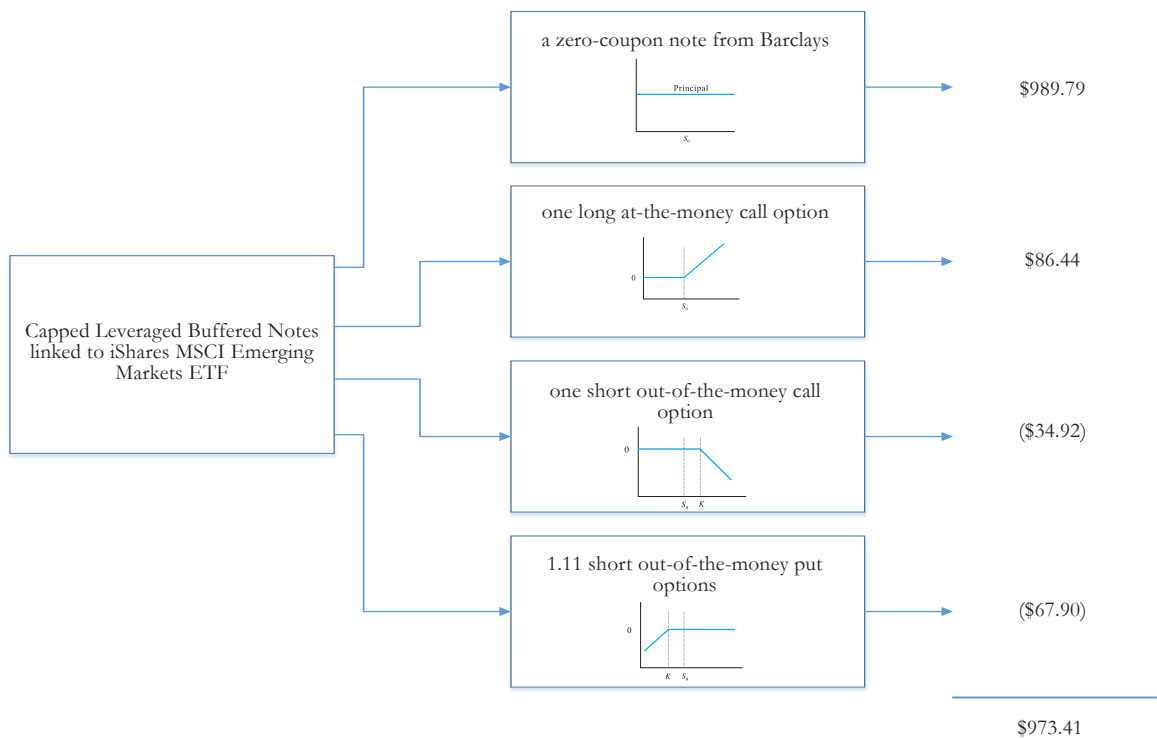 Capped Leveraged Buffered Notes
linked to iShares MSCI Emerging
Markets ETF
a zero-coupon note from Barclays
Principal
S₀
$989.79
one long at-the-money call option
0
S₀
$86.44
one short out-of-the-money call
option
0
S₀ K
($34.92)
1.11 short out-of-the-money put
options
0
K S₀
($67.90)
$973.41